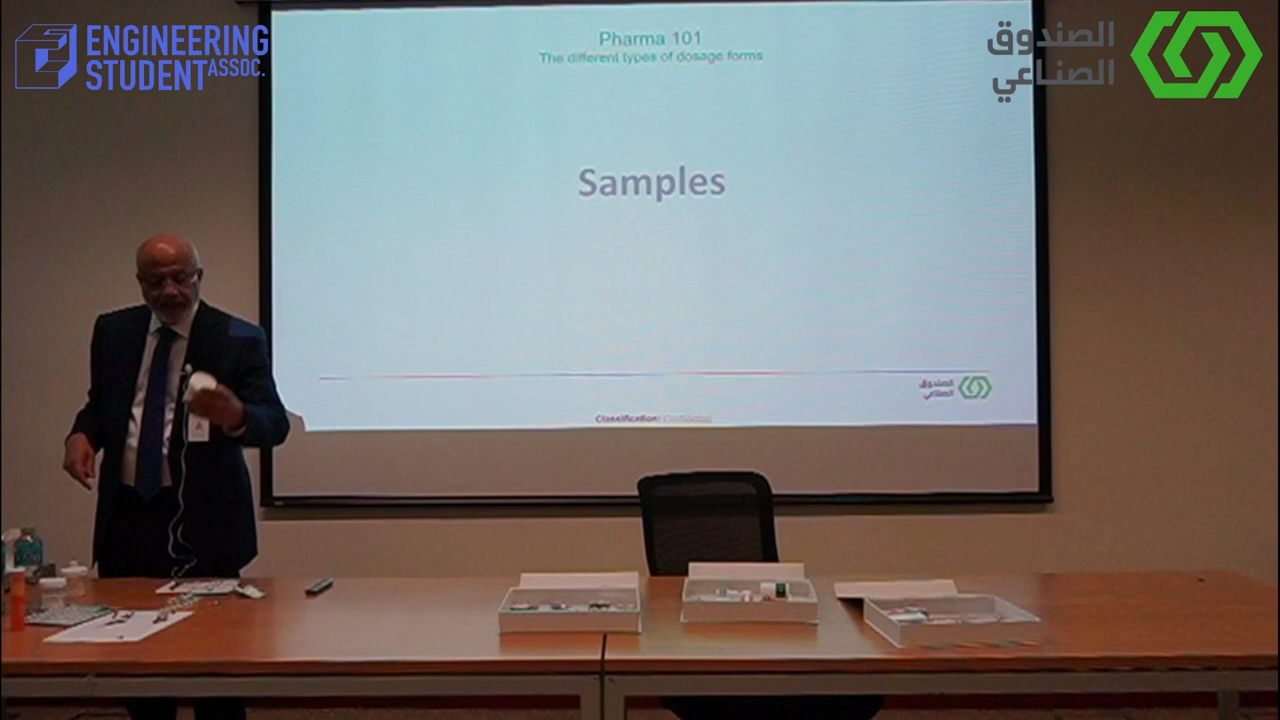 ENGINEERING
STUDENT ASSOC.
الصندوق
الصناعي
Pharma 101
The different types of dosage forms
Samples
الصندوق
الصناعي
Classification: Confidential